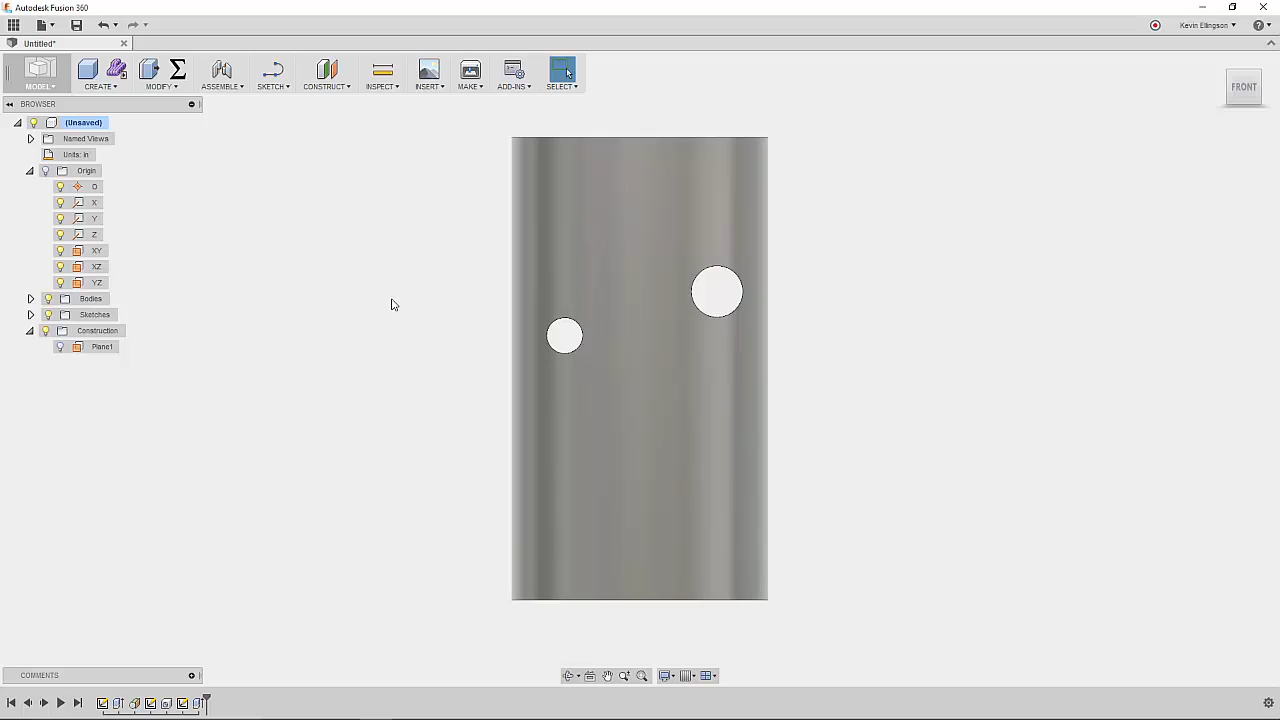 Autodesk Fusion 360
Kevin Ellingson
Untitled*
MODEL
CREATE
MODIFY
ASSEMBLE
SKETCH
CONSTRUCT
INSPECT
INSERT
MAKE
ADD-INS
SELECT
FRONT
BROWSER
(Unsaved)
Named Views
Units: in
Origin
O
X
Y
Z
XY
XZ
YZ
Bodies
Sketches
Construction
Plane1
COMMENTS